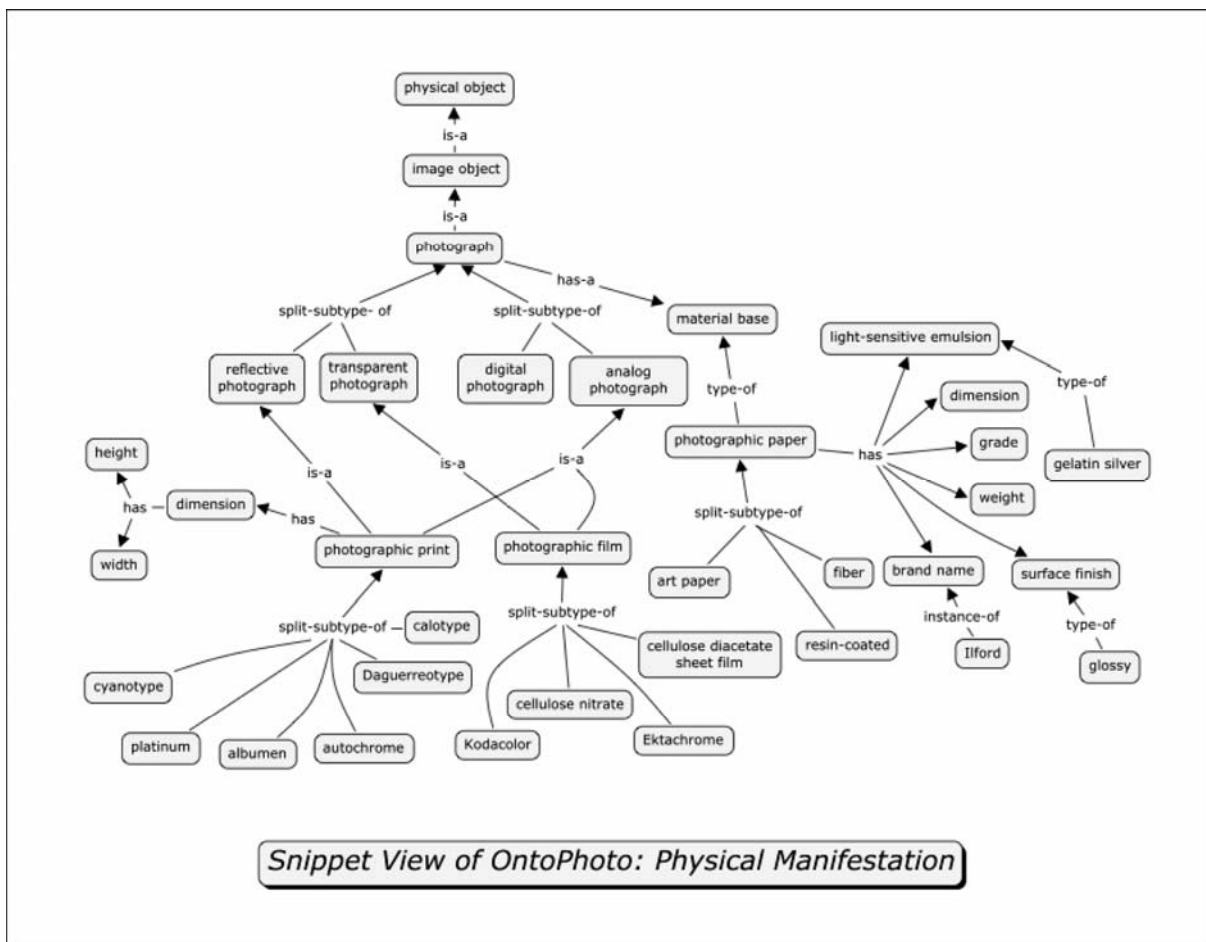 physical object
is-a
image object
is-a
photograph
has-a
split-subtype- of
split-subtype-of
material base
light-sensitive emulsion
reflective
photograph
transparent
photograph
digital
photograph
analog
photograph
type-of
type-of
dimension
photographic paper
has
grade
gelatin silver
height
is-a
is-a
is-a
weight
has
dimension
has
split-subtype-of
width
photographic print
photographic film
art paper
fiber
brand name
surface finish
split-subtype-of
calotype
split-subtype-of
instance-of
type-of
cellulose diacetate
sheet film
resin-coated
Ilford
glossy
cyanotype
Daguerreotype
cellulose nitrate
platinum
albumen
autochrome
Kodacolor
Ektachrome
Snippet View of OntoPhoto: Physical Manifestation